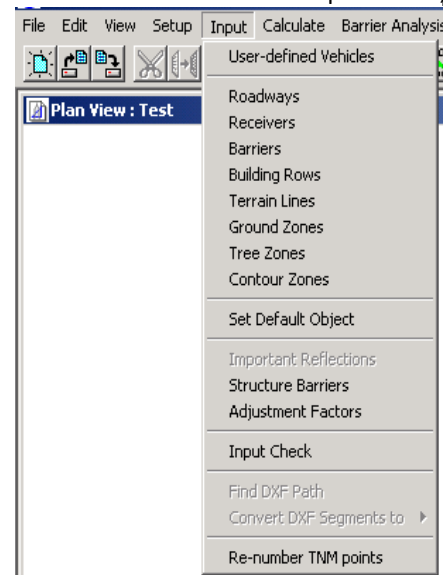 File Edit View Setup Input Calculate Barrier Analysis
Plan View : Test
User-defined Vehicles
Roadways
Receivers
Barriers
Building Rows
Terrain Lines
Ground Zones
Tree Zones
Contour Zones
Set Default Object
Important Reflections
Structure Barriers
Adjustment Factors
Input Check
Find DXF Path
Convert DXF Segments to
Re-number TNM points